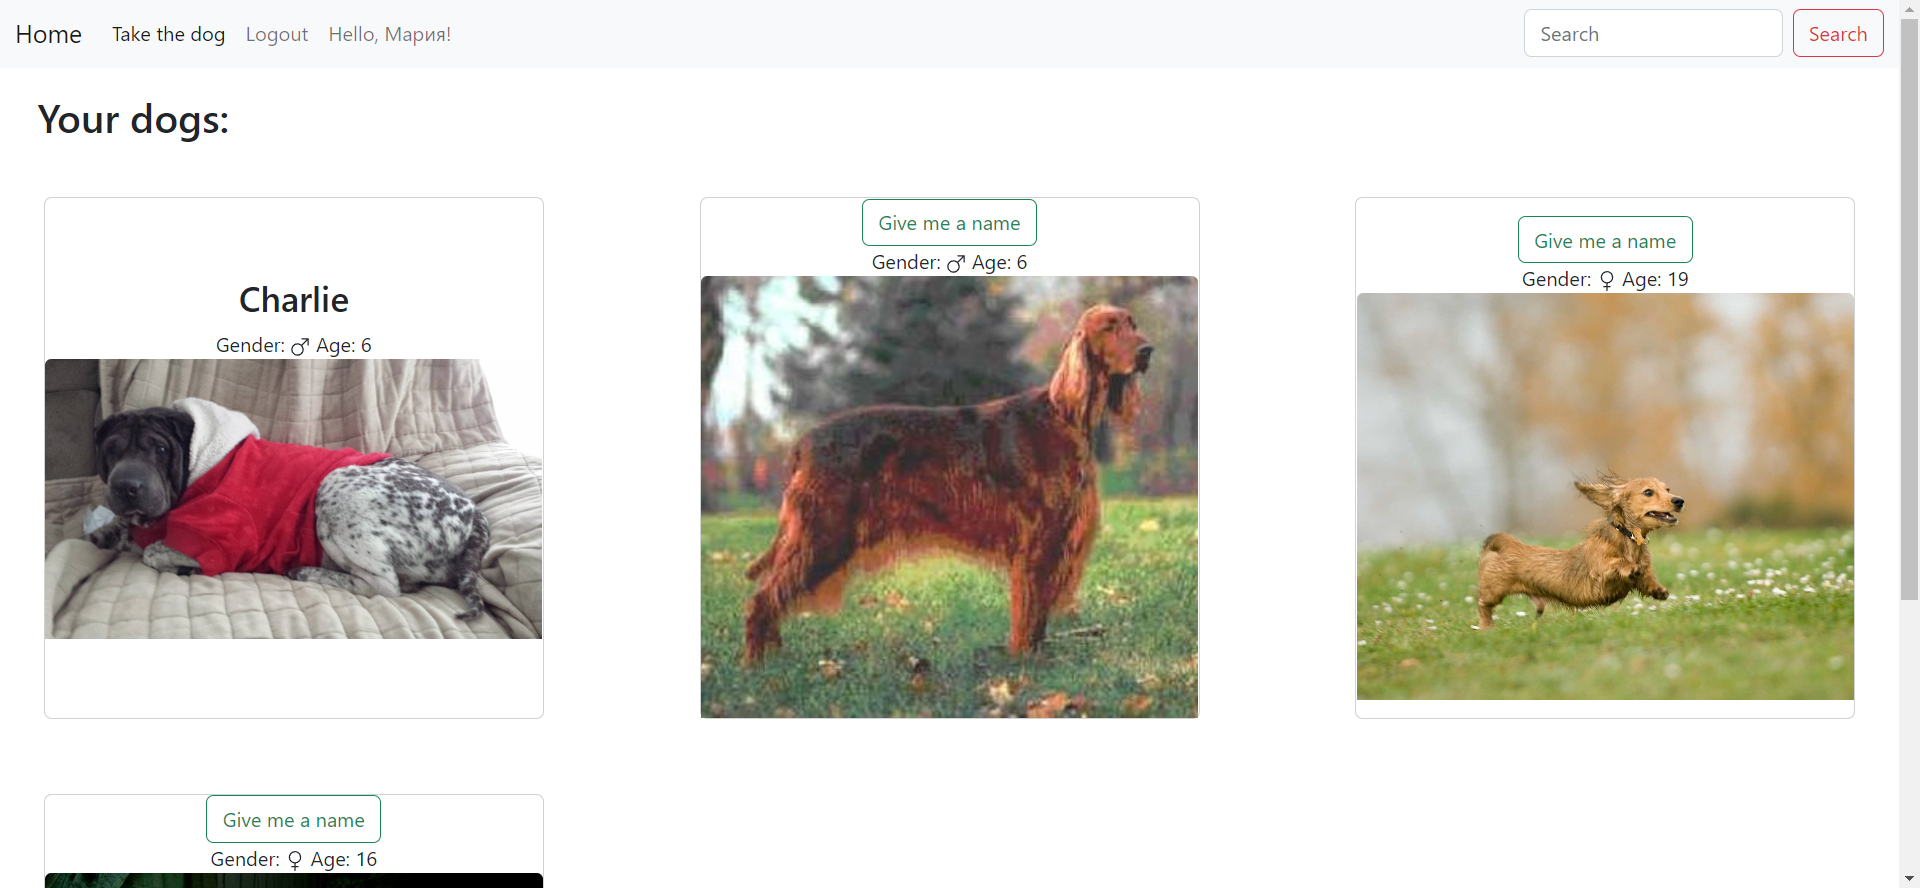 Home Take the dog Logout Hello, Мария! Search Search
Your dogs:
Charlie
Gender: ♂ Age: 6
Give me a name
Gender: ♂ Age: 6
Give me a name
Gender: ♀ Age: 19
Give me a name
Gender: ♀ Age: 16